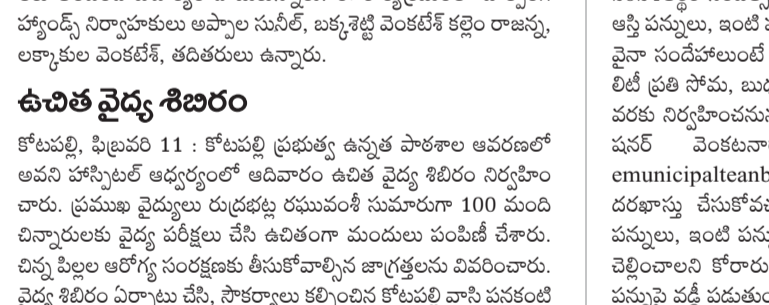 హ్యాండ్స్ నిర్వాహకులు అప్పాల సునీల్, బక్కశెట్టి వెంకటేశ్ కల్లెం రాజన్న,
లక్కాకుల వెంకటేశ్, తదితరులు ఉన్నారు.
ఉచిత వైద్య శిబిరం
కోటపల్లి, ఫిబ్రవరి 11 : కోటపల్లి ప్రభుత్వ ఉన్నత పాఠశాల ఆవరణలో
అవని హాస్పిటల్ ఆధ్వర్యంలో ఆదివారం ఉచిత వైద్య శిబిరం నిర్వహిం
చారు. ప్రముఖ వైద్యులు రుద్రభట్ల రఘువంశీ సుమారుగా 100 మంది
చిన్నారులకు వైద్య పరీక్షలు చేసి ఉచితంగా మందులు పంపిణీ చేశారు.
చిన్న పిల్లల ఆరోగ్య సంరక్షణకు తీసుకోవాల్సిన జాగ్రత్తలను వివరించారు.
వైద్య శిబిరం ఏర్పాటు చేసి, సౌకర్యాలు కల్పించిన కోటపల్లి వాసి పనకంటి
ఆస్తి పన్నులు, ఇంటి
వైనా సందేహాలుంటే
లిటీ ప్రతి సోమ, బుధ
వరకు నిర్వహించను
షనర్ వెంకటనా
emunicipalteanb
దరఖాస్తు చేసుకోవ
పన్నులు, ఇంటి పన్ను
చెల్లించాలని కోరారు
పన్నుపై వడ్డీ పడుతుం